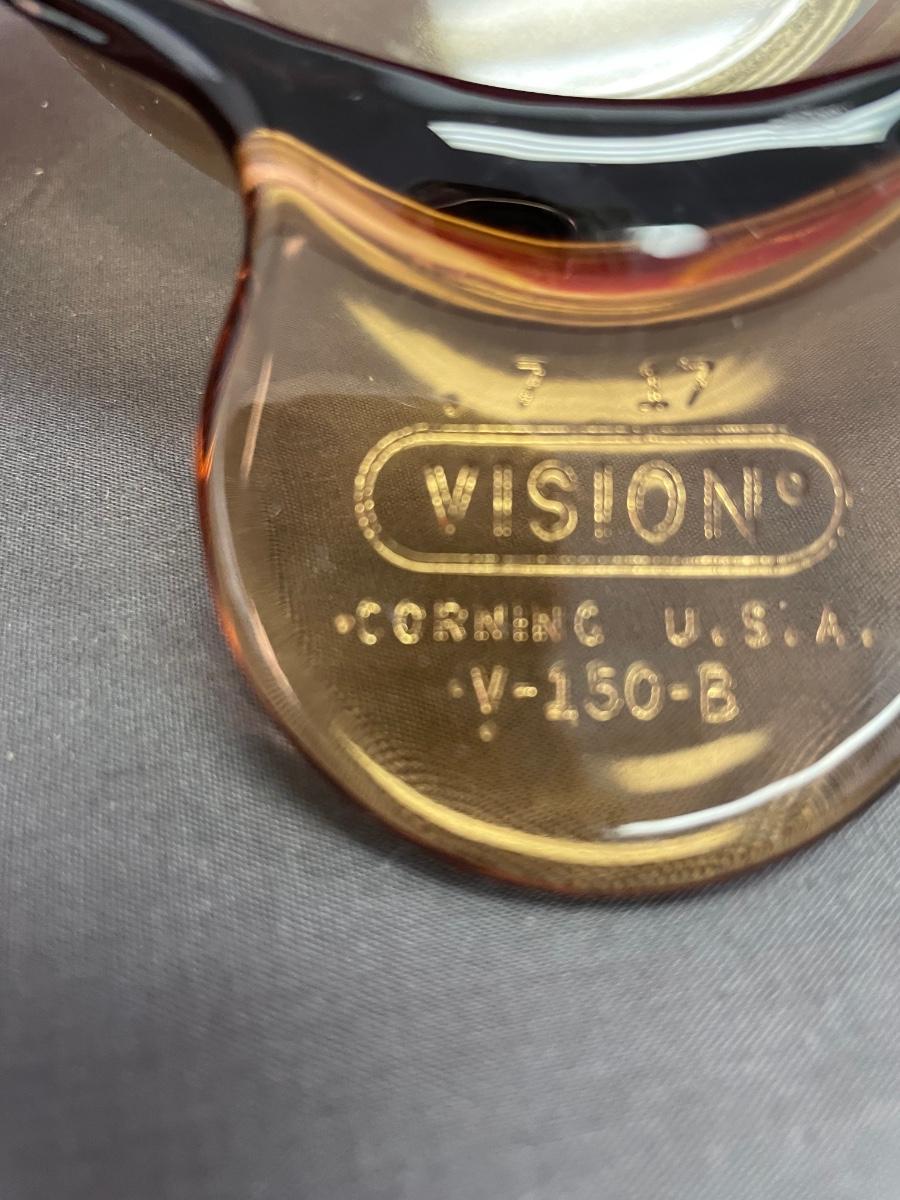 7 17
VISION®
CORNING U.S.A.
V-150-B